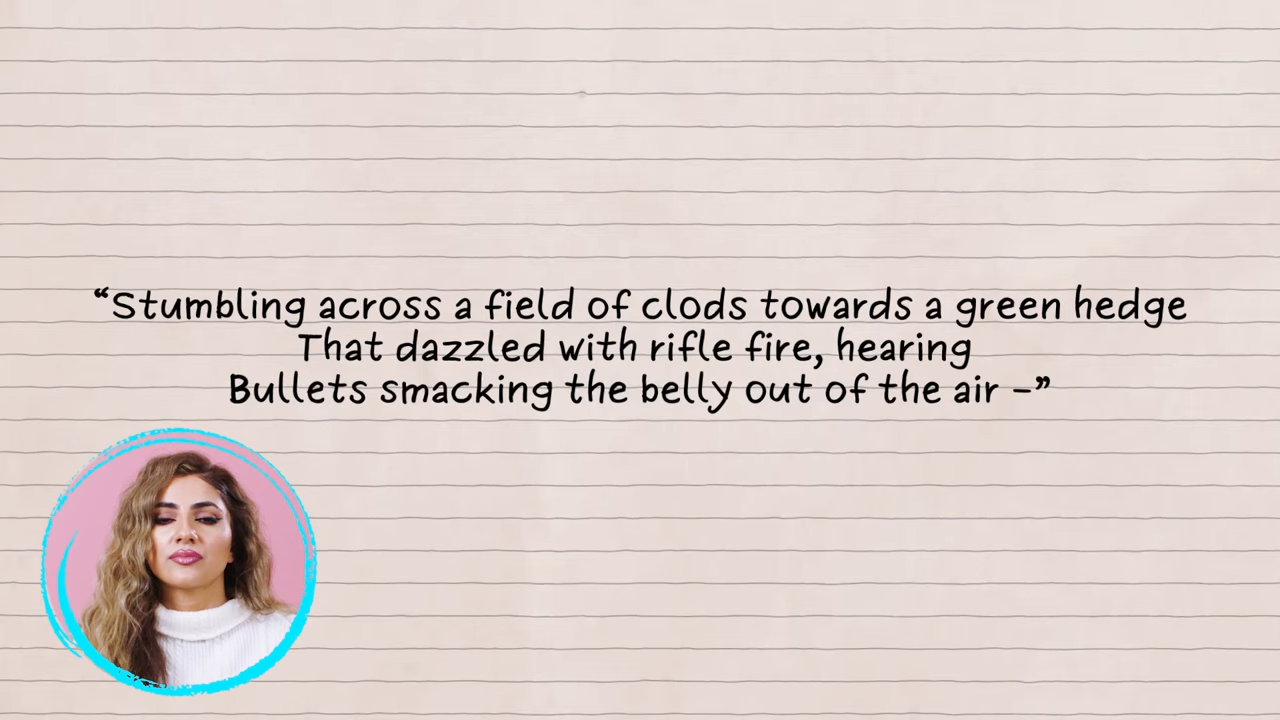 “Stumbling across a field of clods towards a green hedge
That dazzled with rifle fire, hearing
Bullets smacking the belly out of the air –”